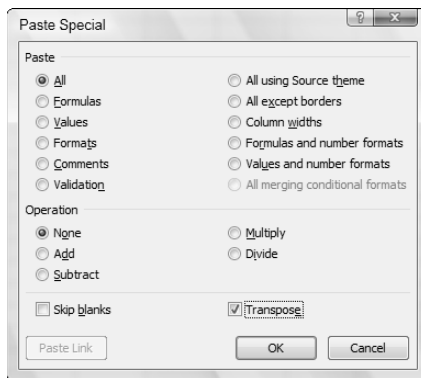 Paste Special
Paste
All
All using Source theme
Formulas
All except borders
Values
Column widths
Formats
Formulas and number formats
Comments
Values and number formats
Validation
All merging conditional formats
Operation
None
Multiply
Add
Divide
Subtract
Skip blanks
Transpose
Paste Link
OK
Cancel